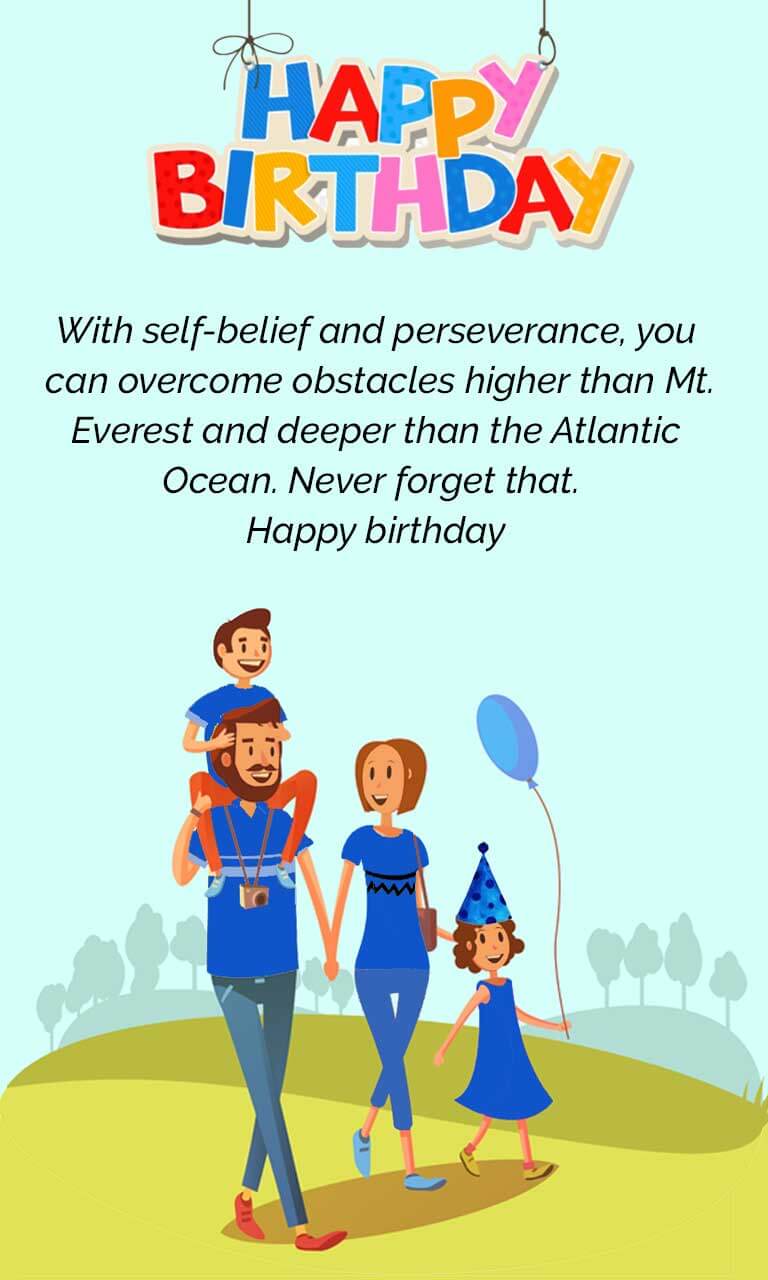 HAPPY
BIRTHDAY
With self-belief and perseverance, you
can overcome obstacles higher than Mt.
Everest and deeper than the Atlantic
Ocean. Never forget that.
Happy birthday